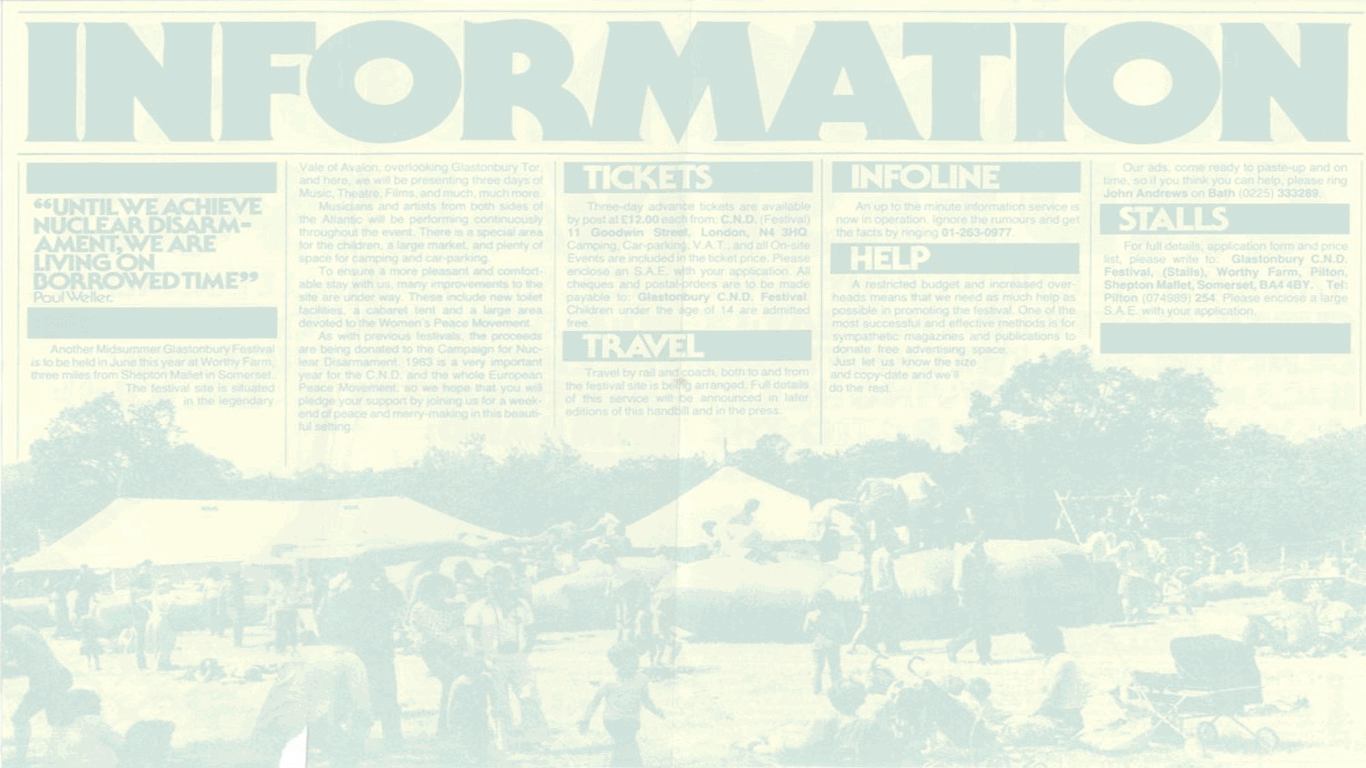 INFORMATION
“UNTIL WE ACHIEVE
NUCLEAR DISARM-
AMENT, WE ARE
LIVING ON
BORROWED TIME”
Paul Weller.
Another Midsummer Glastonbury Festival
is to be held in June this year at Worthy Farm,
three miles from Shepton Mallet in Somerset.
The festival site is situated
in the legendary
Vale of Avalon, overlooking Glastonbury Tor,
and here, we will be presenting three days of
Music, Theatre, Films, and much, much more.
Musicians and artists from both sides of
the Atlantic will be performing continuously
throughout the event. There is a special area
for the children, a large market, and plenty of
space for camping and car-parking.
To ensure a more pleasant and comfort-
able stay with us, many improvements to the
site are under way. These include new toilet
facilities, a cabaret tent and a large area
devoted to the Women's Peace Movement.
As with previous festivals, the proceeds
are being donated to the Campaign for Nuc-
lear Disarmament. 1983 is a very important
year for the C.N.D. and the whole European
Peace Movement, so we hope that you will
pledge your support by joining us for a week-
end of peace and merry-making in this beauti-
ful setting.
TICKETS
Three-day advance tickets are available
by post at £12.00 each from: C.N.D. (Festival)
11 Goodwin Street, London, N4 3HQ.
Camping, Car-parking, V.A.T., and all On-site
Events are included in the ticket price. Please
enclose an S.A.E. with your application. All
cheques and postal-orders are to be made
payable to: Glastonbury C.N.D. Festival.
Children under the age of 14 are admitted
free.
TRAVEL
Travel by rail and coach, both to and from
the festival site is being arranged. Full details
of this service will be announced in later
editions of this handbill and in the press.
INFOLINE
An up to the minute information service is
now in operation. Ignore the rumours and get
the facts by ringing 01-263-0977.
HELP
A restricted budget and increased over-
heads means that we need as much help as
possible in promoting the festival. One of the
most successful and effective methods is for
sympathetic magazines and publications to
donate free advertising space.
Just let us know the size
and copy-date and we'll
do the rest.
Our ads. come ready to paste-up and on
time, so if you think you can help, please ring
John Andrews on Bath (0225) 333289.
STALLS
For full details, application form and price
list, please write to: Glastonbury C.N.D.
Festival, (Stalls), Worthy Farm, Pilton,
Shepton Mallet, Somerset, BA4 4BY. Tel:
Pilton (074989) 254. Please enclose a large
S.A.E. with your application.